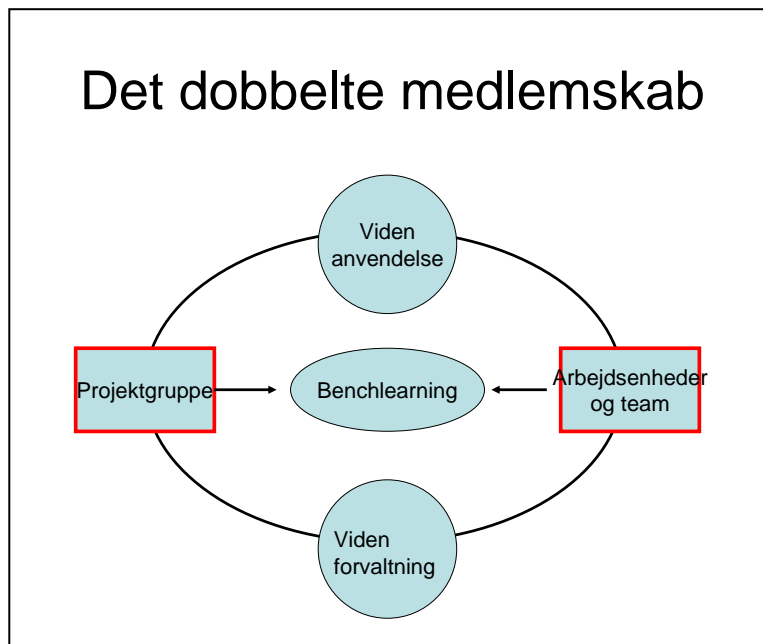 Det dobbelte medlemskab
Viden
anvendelse
Projektgruppe
Benchlearning
Arbejdsenheder
og team
Viden
forvaltning